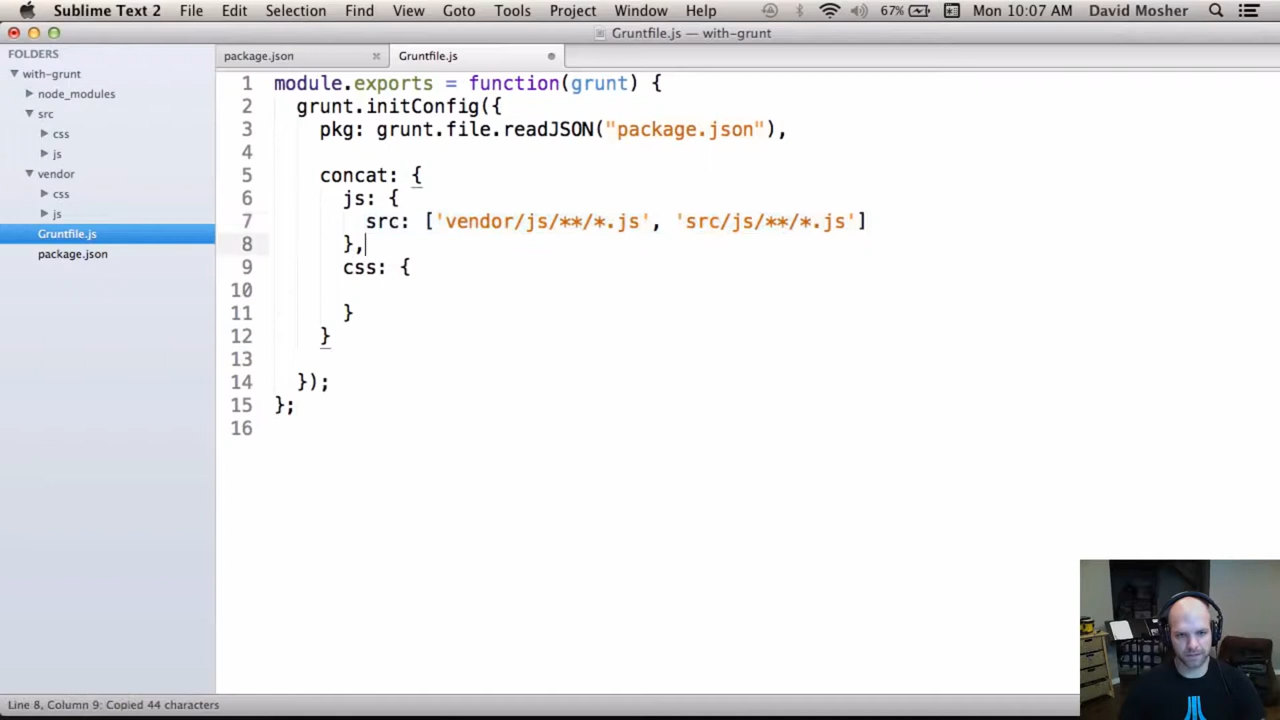 Sublime Text 2 File Edit Selection Find View Goto Tools Project Window Help 67% Mon 10:07 AM David Mosher
Gruntfile.js — with-grunt
FOLDERS
with-grunt
node_modules
src
css
js
vendor
css
js
Gruntfile.js
package.json
package.json Gruntfile.js
1 module.exports = function(grunt) {
2 grunt.initConfig({
3 pkg: grunt.file.readJSON("package.json"),
4
5 concat: {
6 js: {
7 src: ['vendor/js/**/*.js', 'src/js/**/*.js']
8 },
9 css: {
10
11 }
12 }
13
14 });
15 };
16
Line 8, Column 9: Copied 44 characters